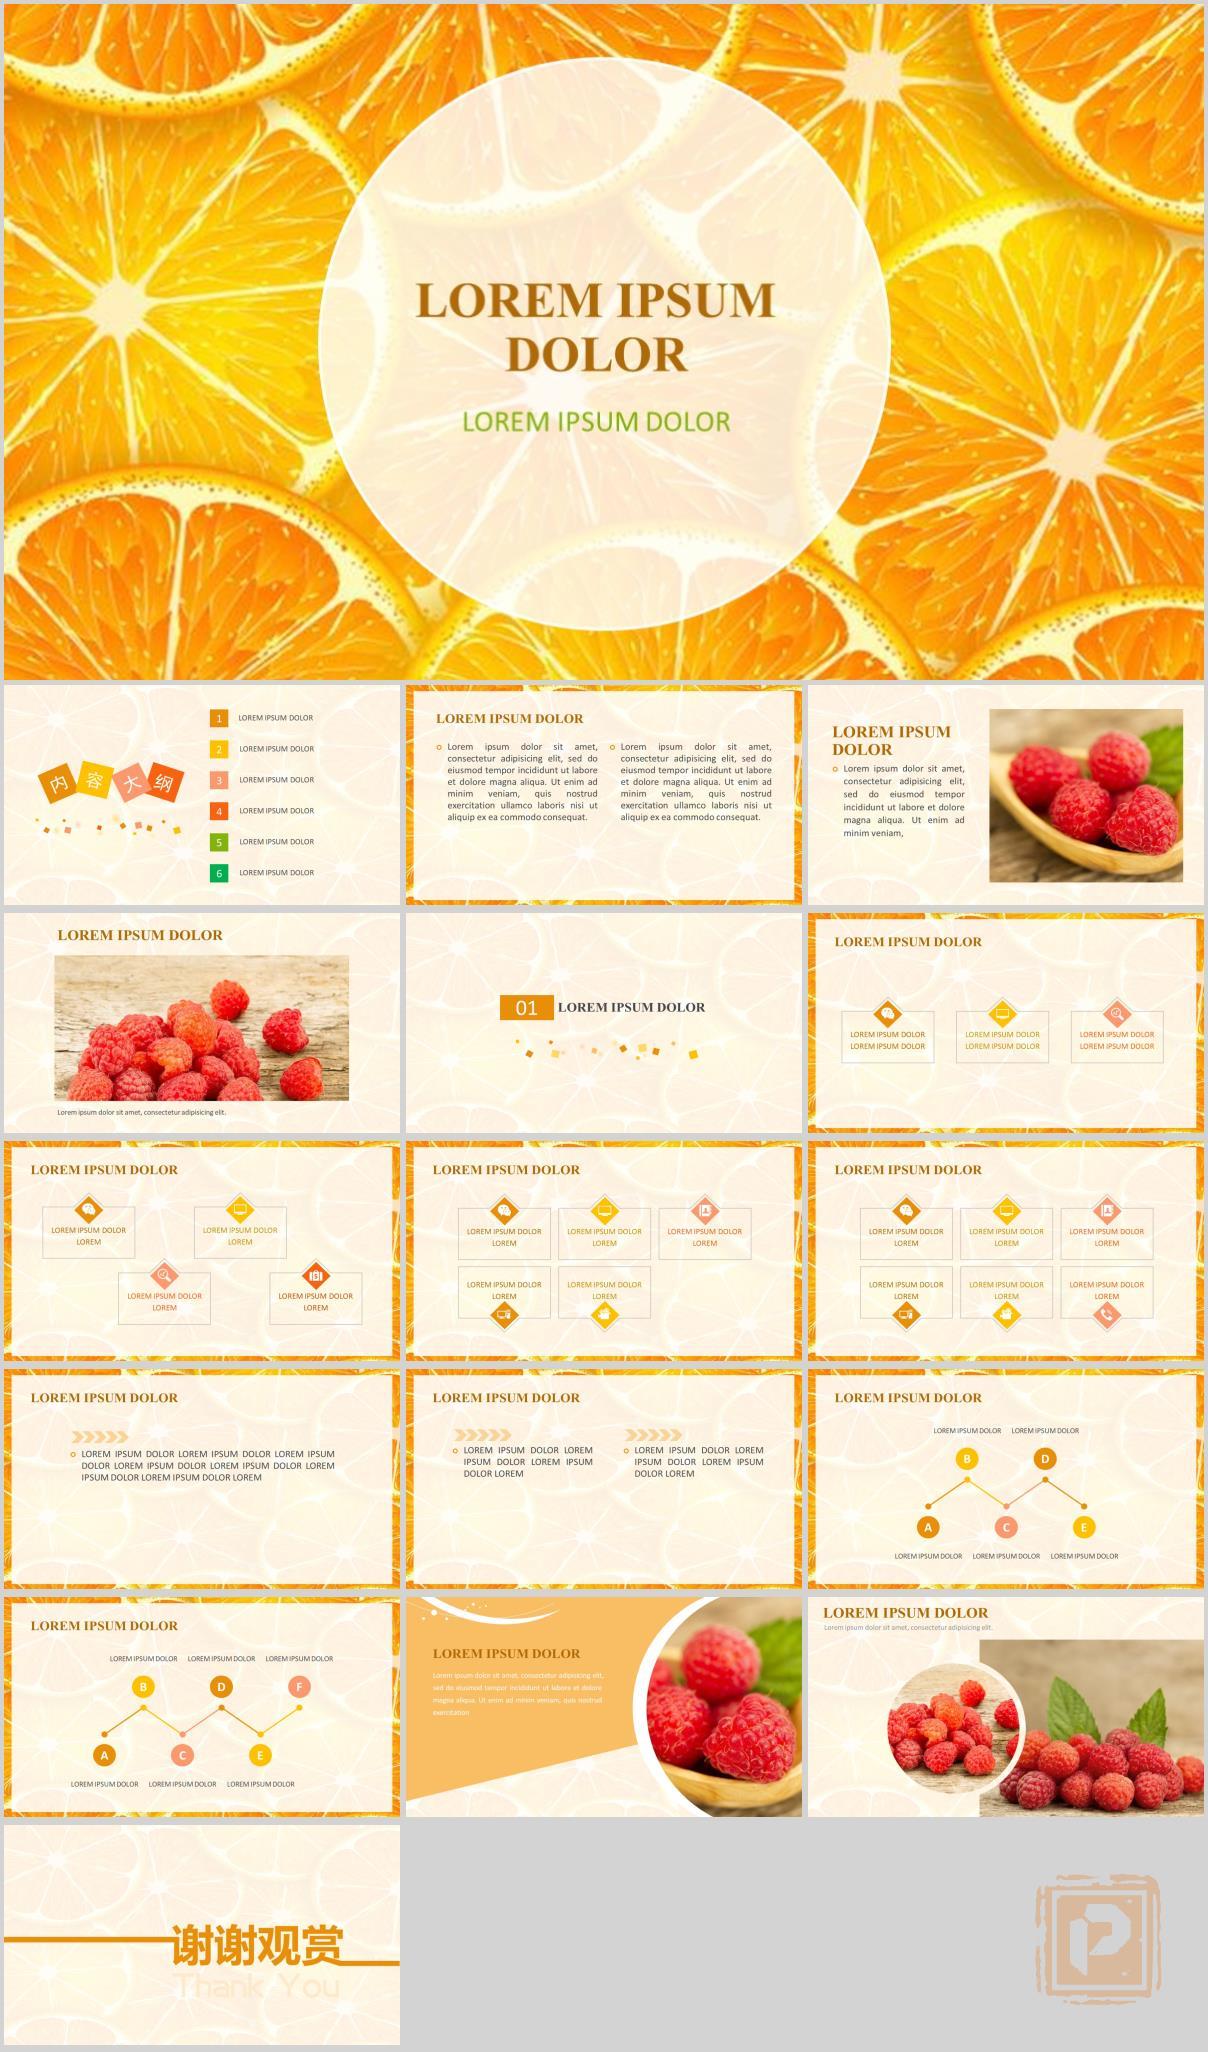 LOREM IPSUM
DOLOR
LOREM IPSUM DOLOR
内容大纲
1 LOREM IPSUM DOLOR
2 LOREM IPSUM DOLOR
3 LOREM IPSUM DOLOR
4 LOREM IPSUM DOLOR
5 LOREM IPSUM DOLOR
6 LOREM IPSUM DOLOR
LOREM IPSUM DOLOR
Lorem ipsum dolor sit amet,
consectetur adipisicing elit, sed do
eiusmod tempor incididunt ut labore
et dolore magna aliqua. Ut enim ad
minim veniam, quis nostrud
exercitation ullamco laboris nisi ut
aliquip ex ea commodo consequat.
Lorem ipsum dolor sit amet,
consectetur adipisicing elit, sed do
eiusmod tempor incididunt ut labore
et dolore magna aliqua. Ut enim ad
minim veniam, quis nostrud
exercitation ullamco laboris nisi ut
aliquip ex ea commodo consequat.
LOREM IPSUM
DOLOR
Lorem ipsum dolor sit amet,
consectetur adipisicing elit,
sed do eiusmod tempor
incididunt ut labore et dolore
magna aliqua. Ut enim ad
minim veniam,
LOREM IPSUM DOLOR
Lorem ipsum dolor sit amet, consectetur adipisicing elit.
01 LOREM IPSUM DOLOR
LOREM IPSUM DOLOR
LOREM IPSUM DOLOR
LOREM IPSUM DOLOR
LOREM IPSUM DOLOR
LOREM IPSUM DOLOR
LOREM IPSUM DOLOR
LOREM IPSUM DOLOR
LOREM IPSUM DOLOR
LOREM IPSUM DOLOR
LOREM
LOREM IPSUM DOLOR
LOREM
LOREM IPSUM DOLOR
LOREM
LOREM IPSUM DOLOR
LOREM
LOREM IPSUM DOLOR
LOREM IPSUM DOLOR
LOREM
LOREM IPSUM DOLOR
LOREM
LOREM IPSUM DOLOR
LOREM
LOREM IPSUM DOLOR
LOREM
LOREM IPSUM DOLOR
LOREM
LOREM IPSUM DOLOR
LOREM IPSUM DOLOR
LOREM
LOREM IPSUM DOLOR
LOREM
LOREM IPSUM DOLOR
LOREM
LOREM IPSUM DOLOR
LOREM
LOREM IPSUM DOLOR
LOREM
LOREM IPSUM DOLOR
LOREM
LOREM IPSUM DOLOR
LOREM IPSUM DOLOR LOREM IPSUM DOLOR LOREM IPSUM
DOLOR LOREM IPSUM DOLOR LOREM IPSUM DOLOR LOREM
IPSUM DOLOR LOREM IPSUM DOLOR LOREM
LOREM IPSUM DOLOR
LOREM IPSUM DOLOR LOREM
IPSUM DOLOR LOREM IPSUM
DOLOR LOREM
LOREM IPSUM DOLOR LOREM
IPSUM DOLOR LOREM IPSUM
DOLOR LOREM
LOREM IPSUM DOLOR
LOREM IPSUM DOLOR LOREM IPSUM DOLOR
B D
A C E
LOREM IPSUM DOLOR LOREM IPSUM DOLOR LOREM IPSUM DOLOR
LOREM IPSUM DOLOR
LOREM IPSUM DOLOR LOREM IPSUM DOLOR LOREM IPSUM DOLOR
B D F
A C E
LOREM IPSUM DOLOR LOREM IPSUM DOLOR LOREM IPSUM DOLOR
LOREM IPSUM DOLOR
Lorem ipsum dolor sit amet, consectetur adipisicing elit,
sed do eiusmod tempor incididunt ut labore et dolore
magna aliqua. Ut enim ad minim veniam, quis nostrud
exercitation
LOREM IPSUM DOLOR
Lorem ipsum dolor sit amet, consectetur adipisicing elit.
谢谢观赏
Thank You
P